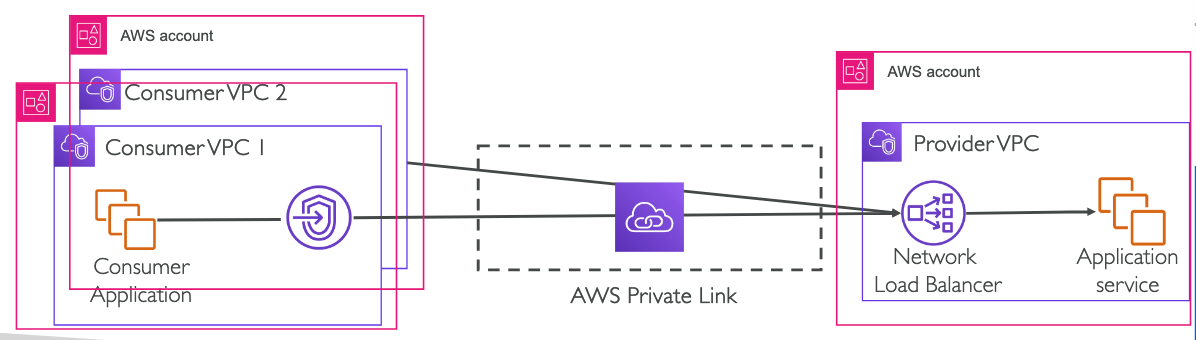 AWS account
Consumer VPC 2
Consumer VPC 1
Consumer
Application
AWS Private Link
AWS account
Provider VPC
Network
Load Balancer
Application
service